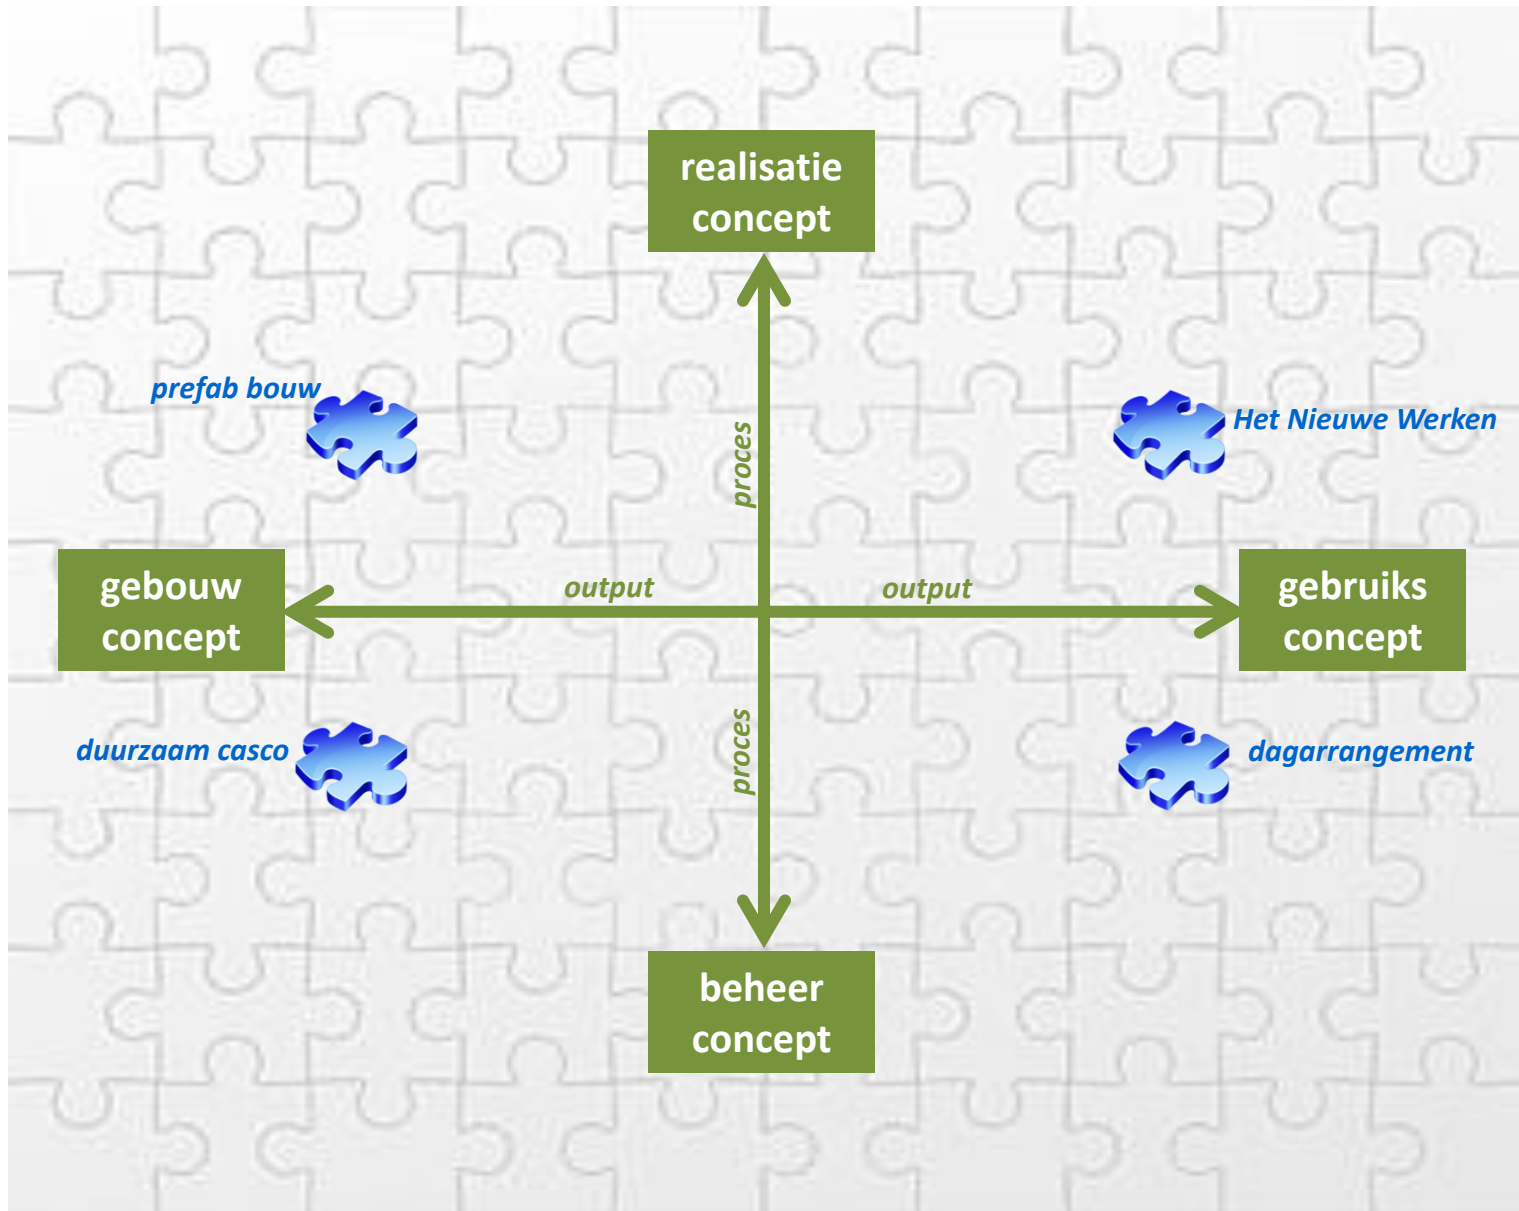 realisatie
concept
prefab bouw
Het Nieuwe Werken
proces
gebouw
concept
output
output
gebruiks
concept
duurzaam casco
proces
dagarrangement
beheer
concept